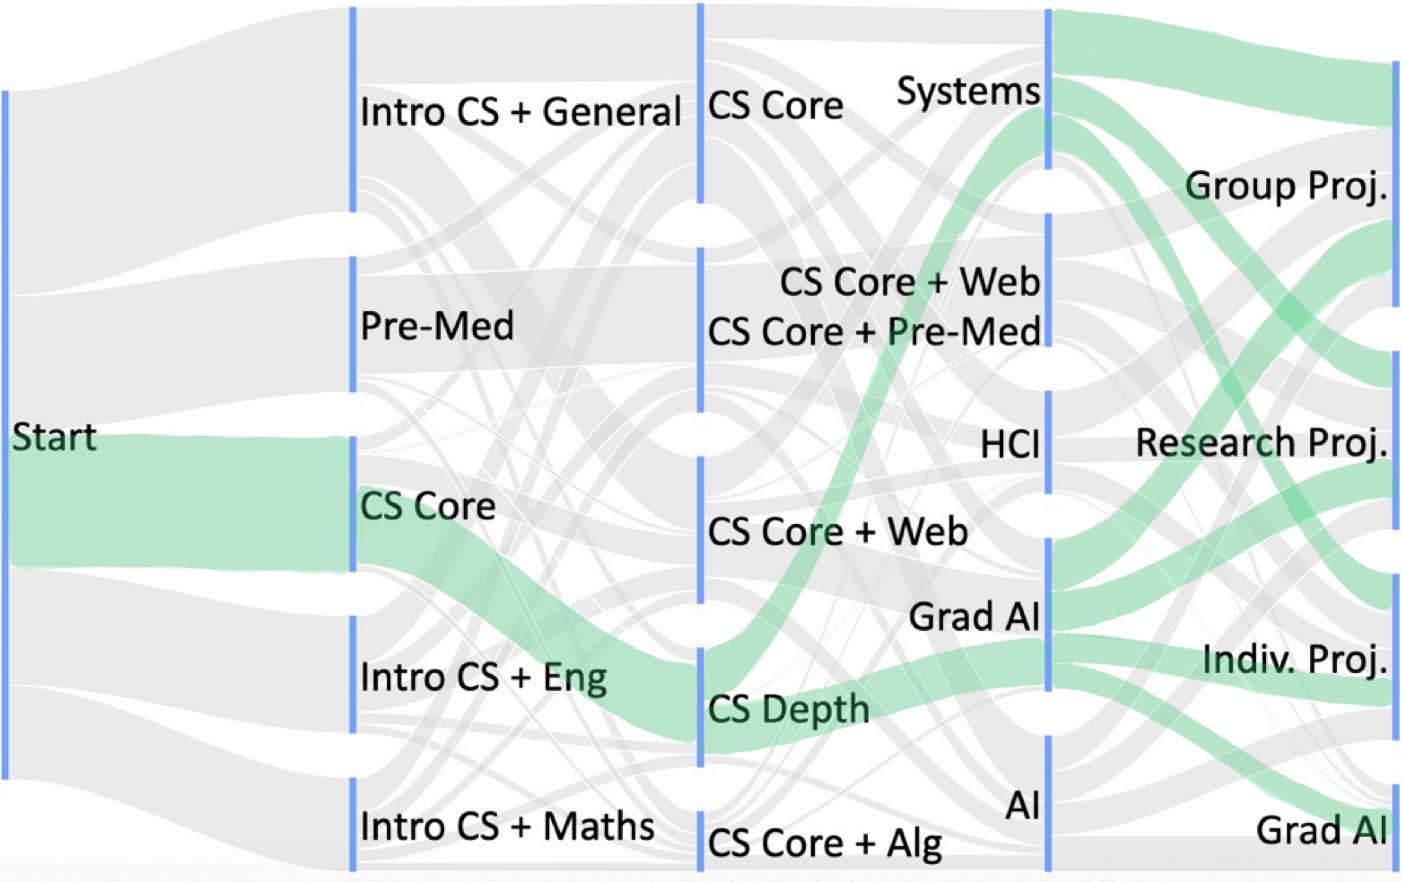 Start
Intro CS + General
Pre-Med
CS Core
Intro CS + Eng
Intro CS + Maths
CS Core
CS Core + Pre-Med
CS Core + Web
CS Depth
CS Core + Alg
Systems
CS Core + Web
HCI
Grad AI
AI
Group Proj.
Research Proj.
Indiv. Proj.
Grad AI